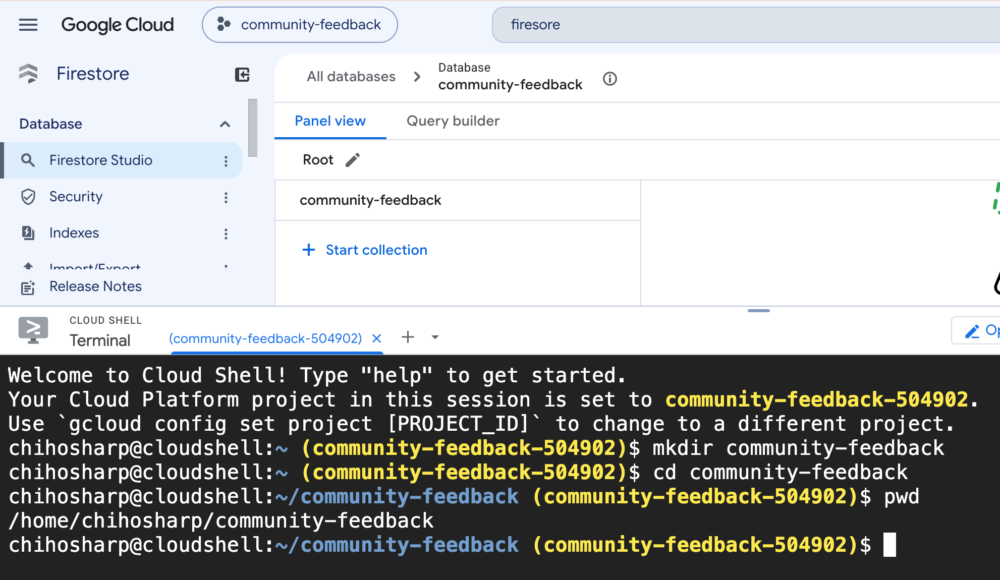 Google Cloud
community-feedback
firesore
Firestore
All databases
Database
community-feedback
Database
Panel view
Query builder
Firestore Studio
Root
Security
community-feedback
Indexes
Start collection
Import/Export
Release Notes
CLOUD SHELL
Terminal
(community-feedback-504902)
Welcome to Cloud Shell! Type "help" to get started.
Your Cloud Platform project in this session is set to community-feedback-504902.
Use `gcloud config set project [PROJECT_ID]` to change to a different project.
chihosharp@cloudshell:~ (community-feedback-504902)$ mkdir community-feedback
chihosharp@cloudshell:~ (community-feedback-504902)$ cd community-feedback
chihosharp@cloudshell:~/community-feedback (community-feedback-504902)$ pwd
/home/chihosharp/community-feedback
chihosharp@cloudshell:~/community-feedback (community-feedback-504902)$